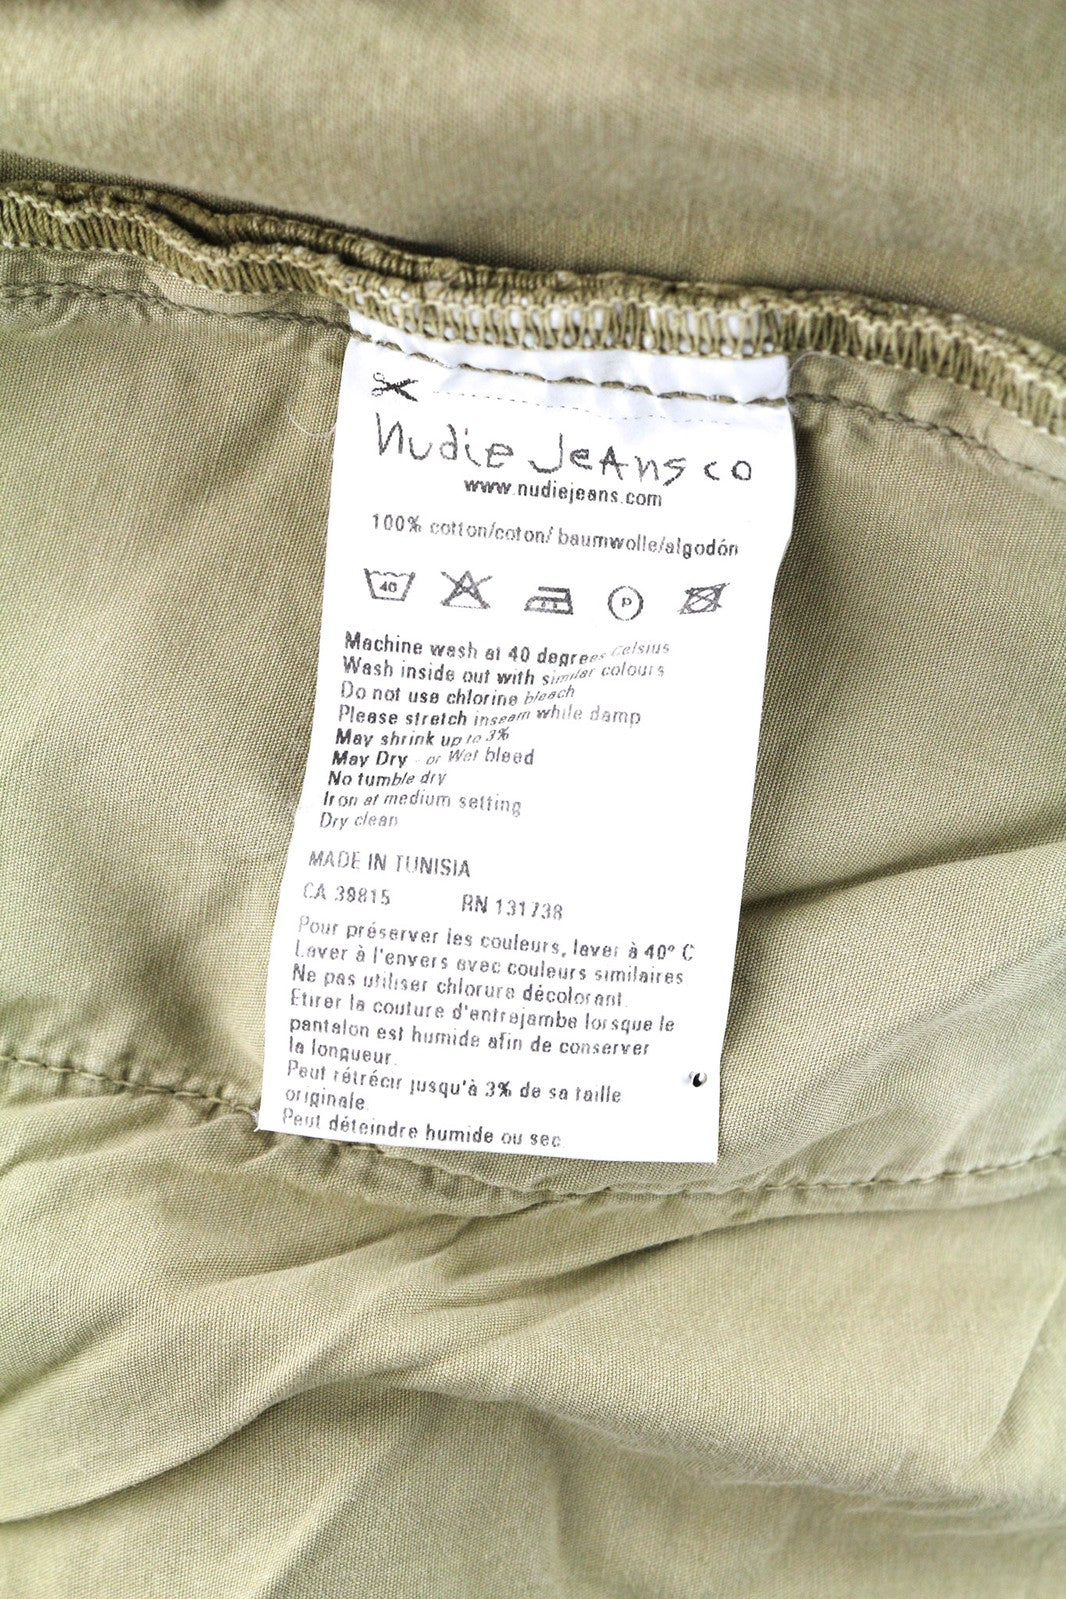 Nudie Jeans co
www.nudiejeans.com
100% cotton/coton/ baumwolle/algodón
40
P
Machine wash at 40 degrees Celsius
Wash inside out with similar colours
Do not use chlorine bleach
Please stretch inseam while damp
May shrink up to 3%
May Dry - or Wet bleed
No tumble dry
Iron at medium setting
Dry clean
MADE IN TUNISIA
CA 39815 RN 131738
Pour préserver les couleurs, laver à 40° C
Laver à l'envers avec couleurs similaires
Ne pas utiliser chlorure décolorant.
Etirer la couture d'entrejambe lorsque le
pantalon est humide afin de conserver
la longueur.
Peut rétrécir jusqu'à 3% de sa taille
originale.
Peut déteindre humide ou sec.